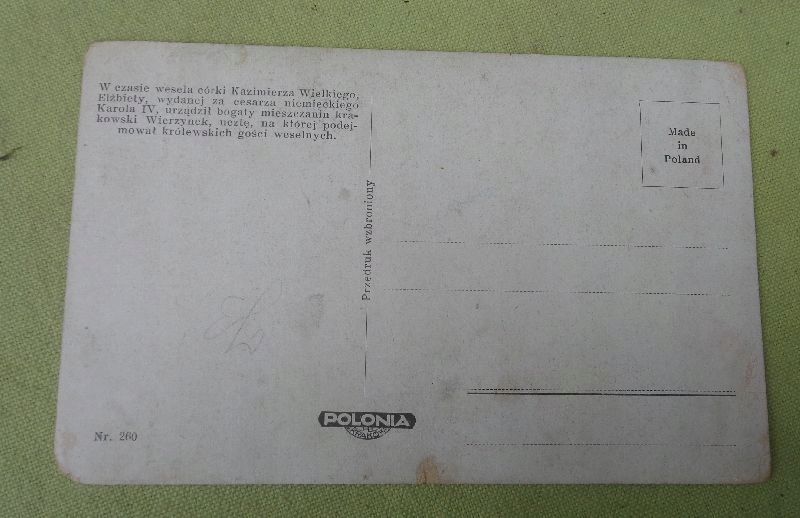 W czasie wesela córki Kazimierza Wielkiego,
Elżbiety, wydanej za cesarza niemieckiego
Karola IV, urządził bogaty mieszczanin kra-
kowski Wierzynek, ucztę, na której podej-
mował królewskich gości weselnych.
Made
in
Poland
Przedruk wzbroniony
POLONIA
KRAKÓW
Nr. 260